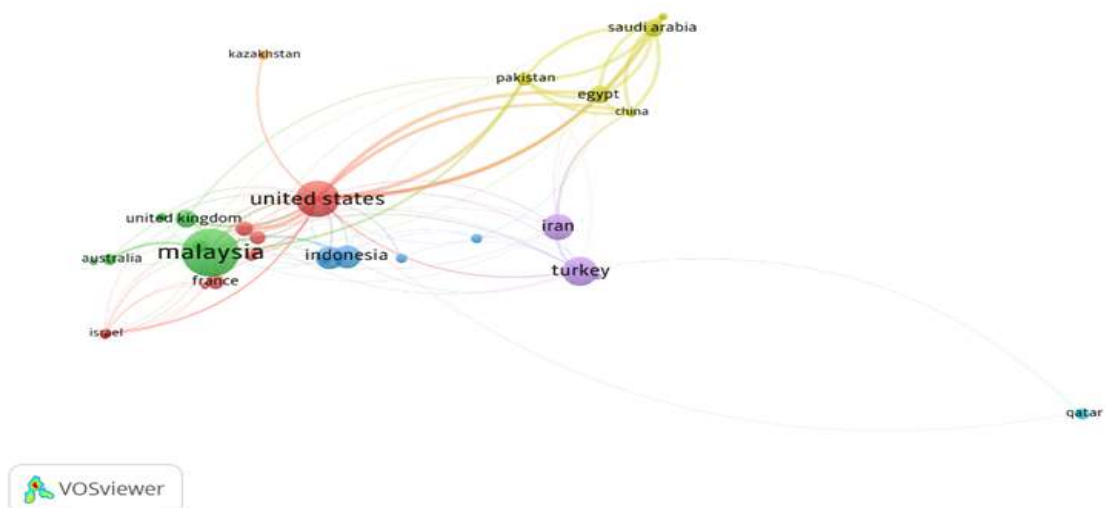 saudi arabia
kazakhstan
pakistan
egypt
china
united states
united kingdom
iran
malaysia
indonesia
australia
turkey
france
israel
qatar
VOSviewer